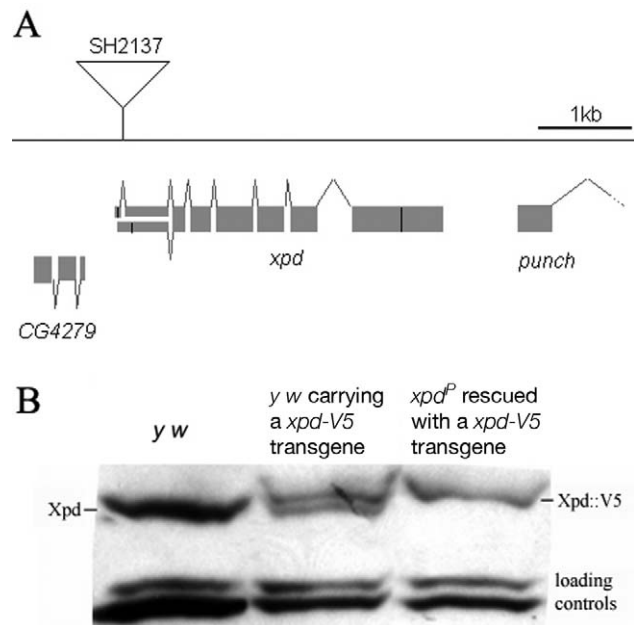 A
SH2137
1kb
xpd
punch
CG4279
B
y w
y w carrying
a xpd-V5
transgene
xpdᴾ rescued
with a xpd-V5
transgene
Xpd
Xpd::V5
loading
controls